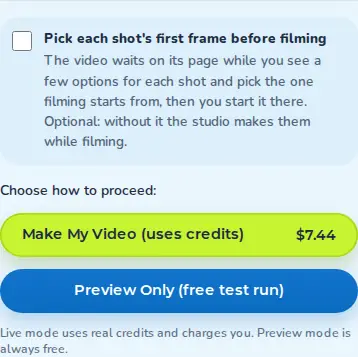 Pick each shot's first frame before filming
The video waits on its page while you see a
few options for each shot and pick the one
filming starts from, then you start it there.
Optional: without it the studio makes them
while filming.
Choose how to proceed:
Make My Video (uses credits) $7.44
Preview Only (free test run)
Live mode uses real credits and charges you. Preview mode is
always free.